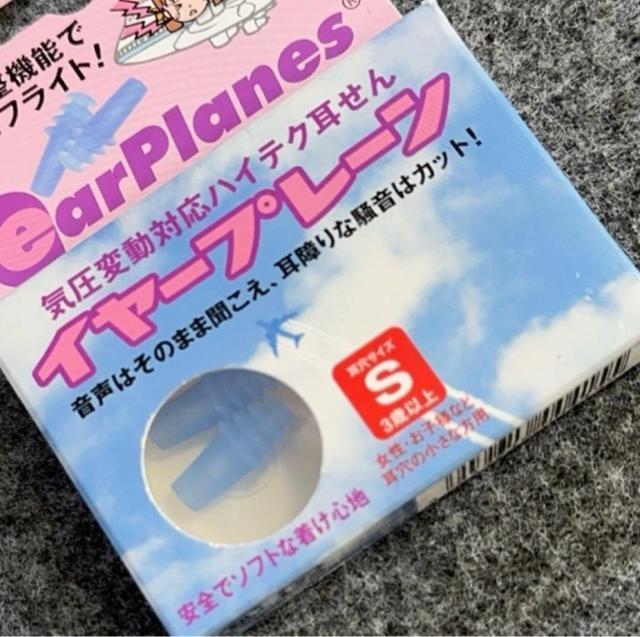 整機能で
フライト!
earPlanes®
気圧変動対応ハイテク耳せん
イヤープレーン
音声はそのまま聞こえ、耳障りな騒音はカット!
耳穴サイズ
S
3歳以上
女性・お子様など
耳穴の小さな方用
安全でソフトな着け心地